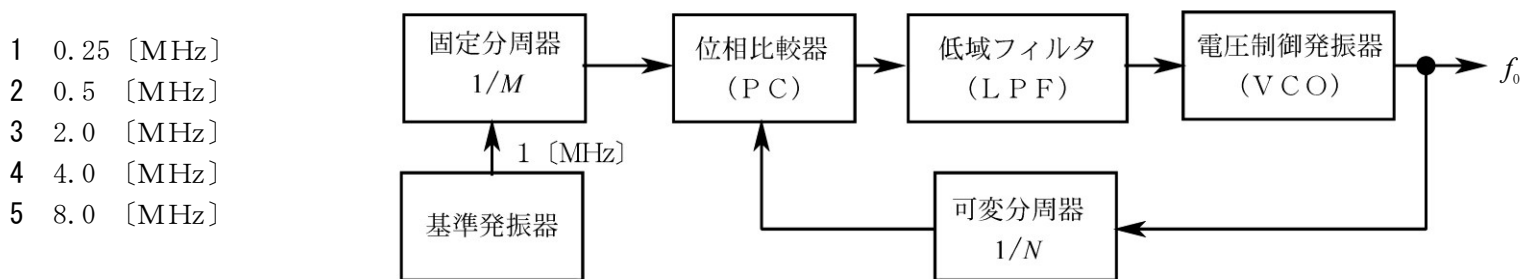 1 0.25 〔MHz〕
2 0.5 〔MHz〕
3 2.0 〔MHz〕
4 4.0 〔MHz〕
5 8.0 〔MHz〕
固定分周器
1/M
位相比較器
(PC)
低域フィルタ
(LPF)
電圧制御発振器
(VCO)
f₀
1 〔MHz〕
基準発振器
可変分周器
1/N